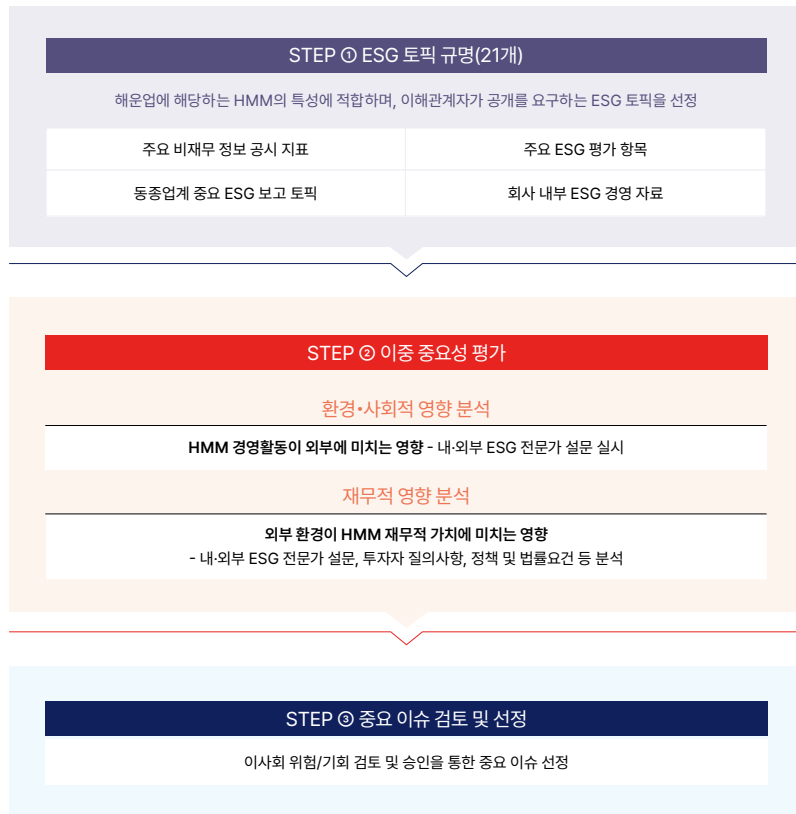 STEP ① ESG 토픽 규명(21개)
해운업에 해당하는 HMM의 특성에 적합하며, 이해관계자가 공개를 요구하는 ESG 토픽을 선정
주요 비재무 정보 공시 지표
주요 ESG 평가 항목
동종업계 중요 ESG 보고 토픽
회사 내부 ESG 경영 자료
STEP ② 이중 중요성 평가
환경•사회적 영향 분석
HMM 경영활동이 외부에 미치는 영향 - 내·외부 ESG 전문가 설문 실시
재무적 영향 분석
외부 환경이 HMM 재무적 가치에 미치는 영향
- 내·외부 ESG 전문가 설문, 투자자 질의사항, 정책 및 법률요건 등 분석
STEP ③ 중요 이슈 검토 및 선정
이사회 위험/기회 검토 및 승인을 통한 중요 이슈 선정